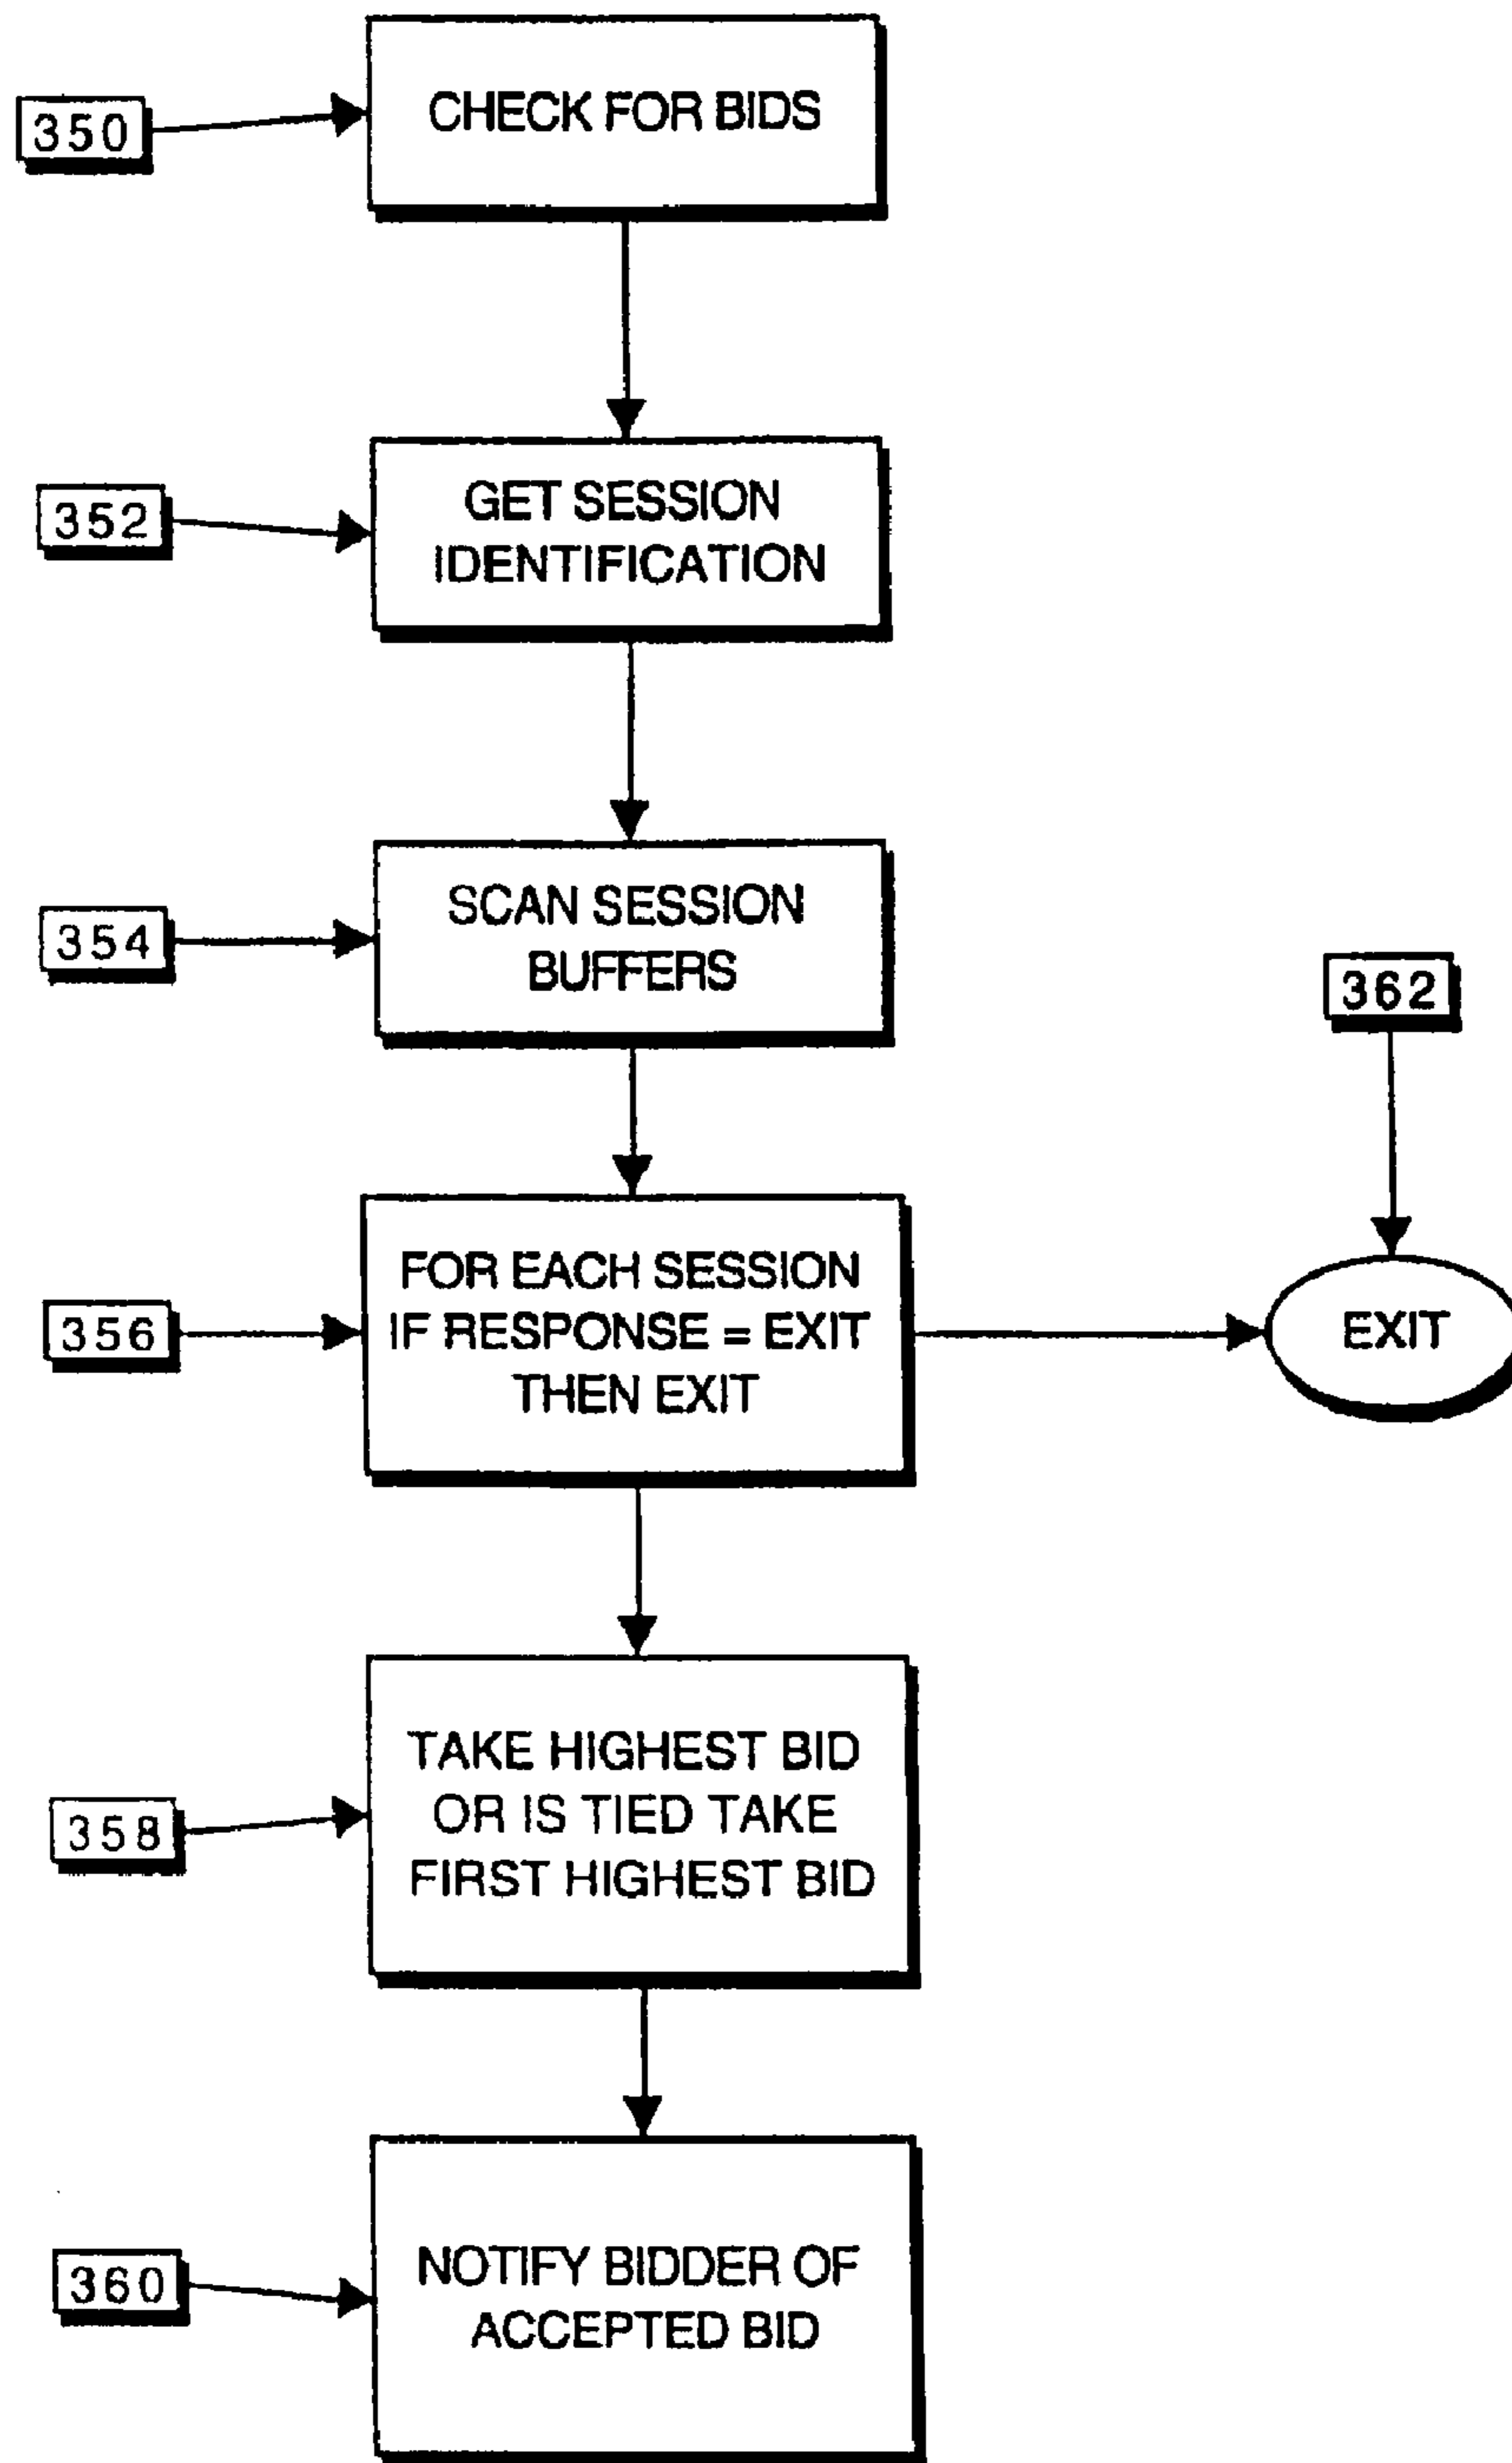 350
CHECK FOR BIDS
352
GET SESSION
IDENTIFICATION
354
SCAN SESSION
BUFFERS
362
356
FOR EACH SESSION
IF RESPONSE = EXIT
THEN EXIT
EXIT
358
TAKE HIGHEST BID
OR IS TIED TAKE
FIRST HIGHEST BID
360
NOTIFY BIDDER OF
ACCEPTED BID